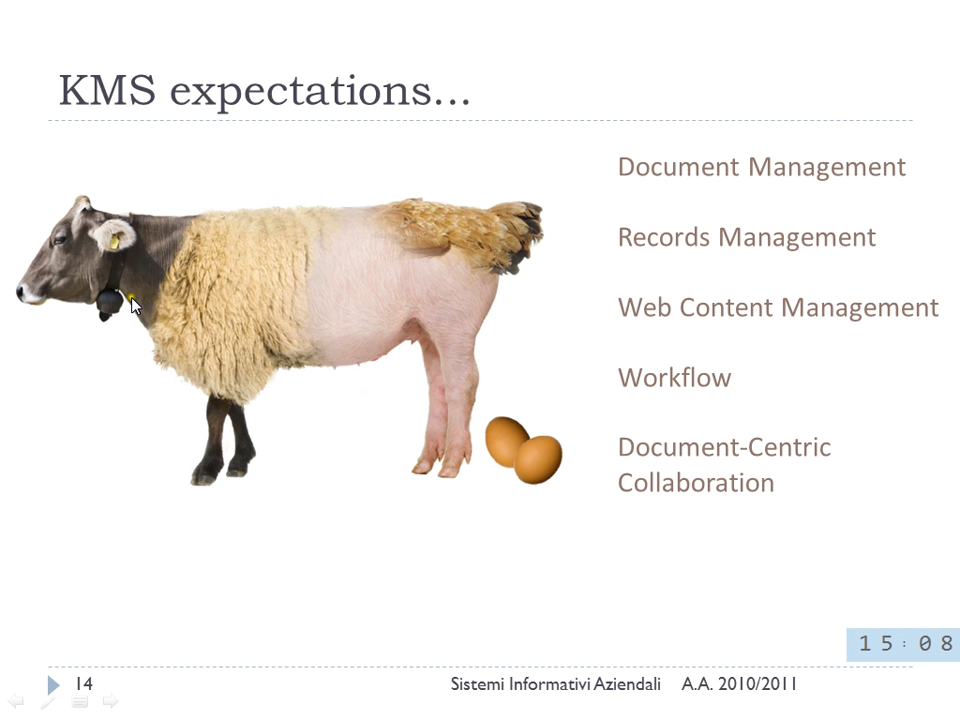 KMS expectations...
Document Management
Records Management
Web Content Management
Workflow
Document-Centric
Collaboration
15:08
14
Sistemi Informativi Aziendali A.A. 2010/2011